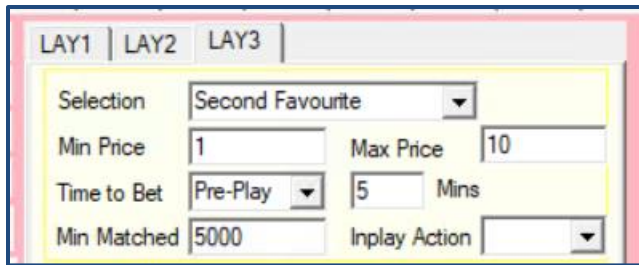 LAY1 LAY2 LAY3
Selection Second Favourite
Min Price 1 Max Price 10
Time to Bet Pre-Play 5 Mins
Min Matched 5000 Inplay Action